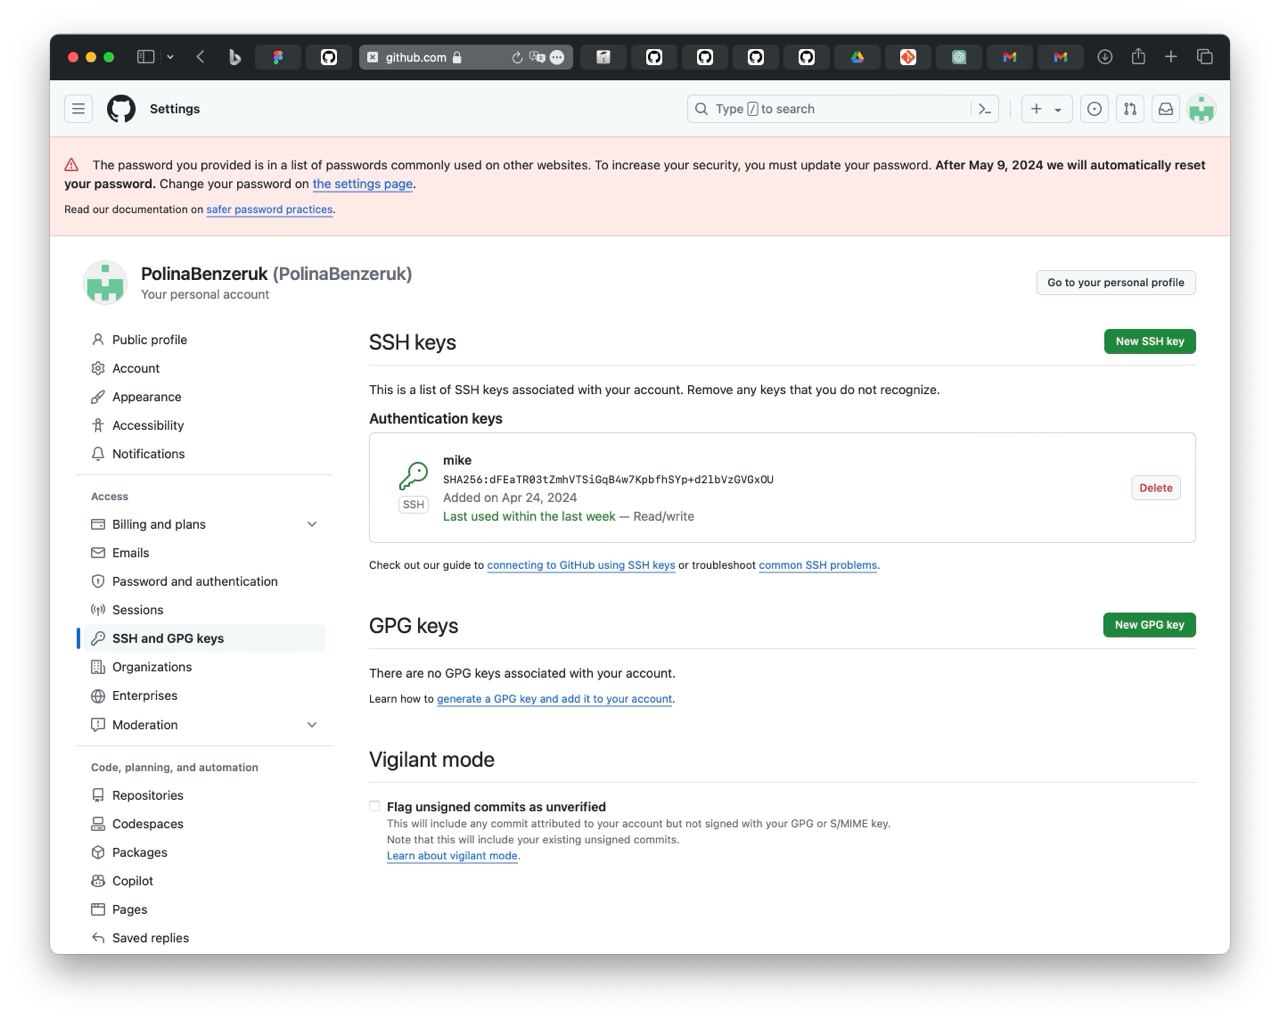 github.com
Settings
Type / to search
The password you provided is in a list of passwords commonly used on other websites. To increase your security, you must update your password. After May 9, 2024 we will automatically reset
your password. Change your password on the settings page.
Read our documentation on safer password practices.
PolinaBenzeruk (PolinaBenzeruk)
Your personal account
Go to your personal profile
Public profile
Account
Appearance
Accessibility
Notifications
Access
Billing and plans
Emails
Password and authentication
Sessions
SSH and GPG keys
Organizations
Enterprises
Moderation
Code, planning, and automation
Repositories
Codespaces
Packages
Copilot
Pages
Saved replies
SSH keys
New SSH key
This is a list of SSH keys associated with your account. Remove any keys that you do not recognize.
Authentication keys
mike
SHA256:dFEaTR03tZmhVTSiGqB4w7KpbfhSYp+d2lbVzGVGxOU
SSH
Added on Apr 24, 2024
Last used within the last week — Read/write
Delete
Check out our guide to connecting to GitHub using SSH keys or troubleshoot common SSH problems.
GPG keys
New GPG key
There are no GPG keys associated with your account.
Learn how to generate a GPG key and add it to your account.
Vigilant mode
Flag unsigned commits as unverified
This will include any commit attributed to your account but not signed with your GPG or S/MIME key.
Note that this will include your existing unsigned commits.
Learn about vigilant mode.